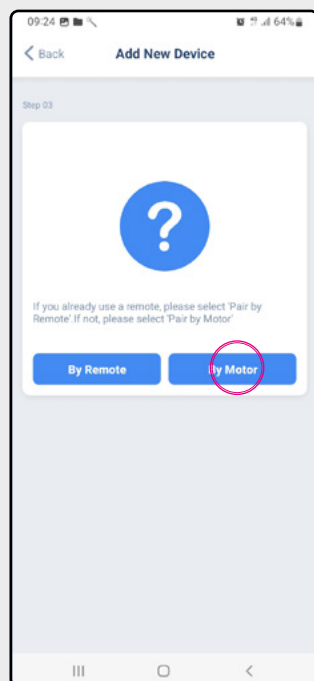 09:24 64%
Back Add New Device
Step 03
?
If you already use a remote, please select 'Pair by
Remote'.If not, please select 'Pair by Motor'
By Remote By Motor